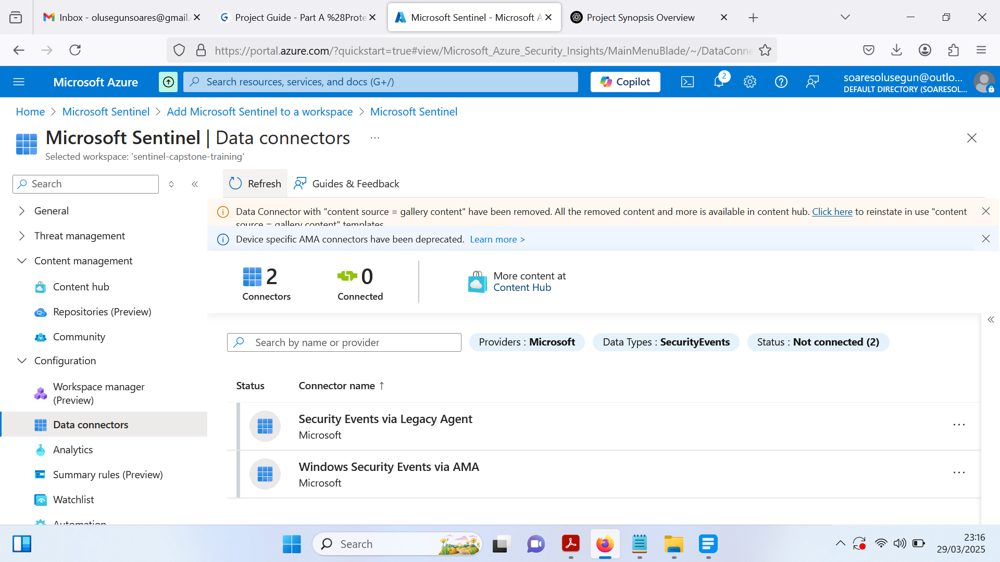 Inbox - olusegunsoares@gmail.c
Project Guide - Part A %28Prote
Microsoft Sentinel - Microsoft A
Project Synopsis Overview
https://portal.azure.com/?quickstart=true#view/Microsoft_Azure_Security_Insights/MainMenuBlade/~/DataConne
Microsoft Azure
Search resources, services, and docs (G+/)
Copilot
2
soaresolusegun@outlo...
DEFAULT DIRECTORY (SOARESOL...
Home > Microsoft Sentinel > Add Microsoft Sentinel to a workspace > Microsoft Sentinel
Microsoft Sentinel | Data connectors ...
Selected workspace: 'sentinel-capstone-training'
Search
Refresh
Guides & Feedback
General
Threat management
Content management
Content hub
Repositories (Preview)
Community
Configuration
Workspace manager
(Preview)
Data connectors
Analytics
Summary rules (Preview)
Watchlist
Automation
Data Connector with "content source = gallery content" have been removed. All the removed content and more is available in content hub. Click here to reinstate in use "content
source = gallery content" templates
Device specific AMA connectors have been deprecated. Learn more >
2
Connectors
0
Connected
More content at
Content Hub
Search by name or provider
Providers : Microsoft
Data Types : SecurityEvents
Status : Not connected (2)
Status
Connector name ↑
Security Events via Legacy Agent
Microsoft
Windows Security Events via AMA
Microsoft
Search
23:16
29/03/2025